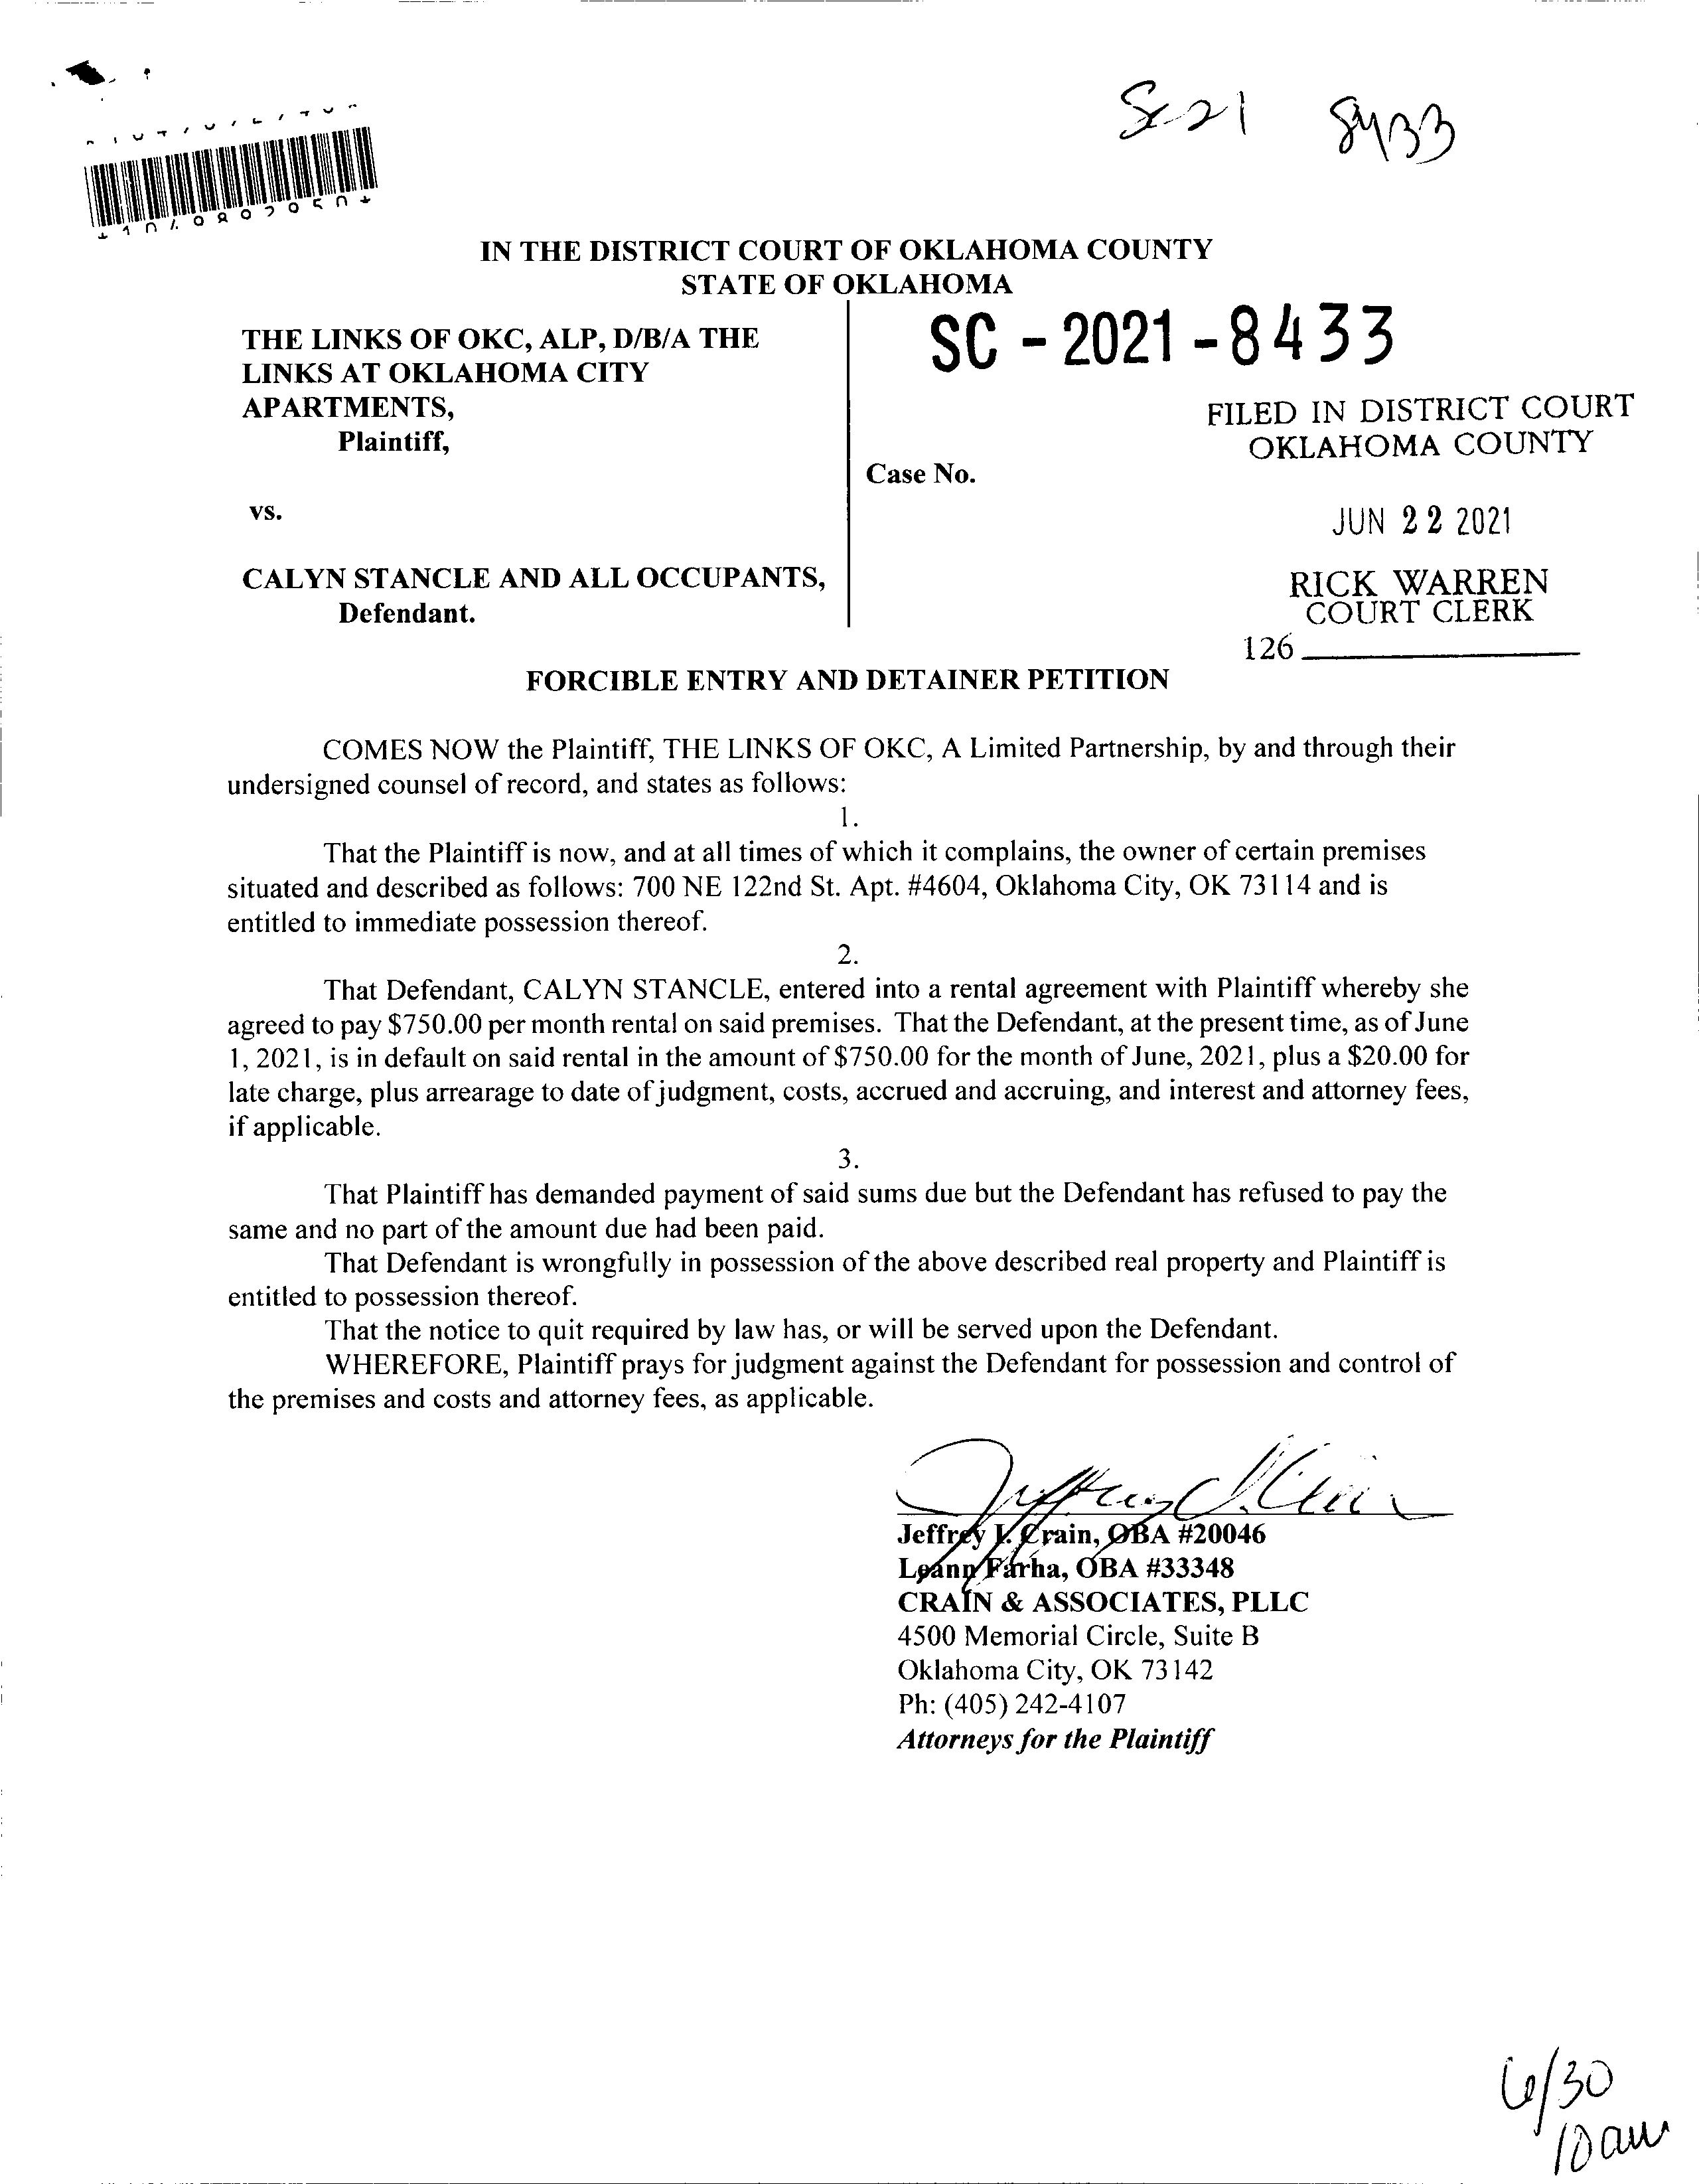 Sc-21 8433
IN THE DISTRICT COURT OF OKLAHOMA COUNTY
STATE OF OKLAHOMA
THE LINKS OF OKC, ALP, D/B/A THE
LINKS AT OKLAHOMA CITY
APARTMENTS,
Plaintiff,
vs.
CALYN STANCLE AND ALL OCCUPANTS,
Defendant.
SC - 2021 - 8433
Case No.
FILED IN DISTRICT COURT
OKLAHOMA COUNTY
JUN 22 2021
RICK WARREN
COURT CLERK
126
FORCIBLE ENTRY AND DETAINER PETITION
COMES NOW the Plaintiff, THE LINKS OF OKC, A Limited Partnership, by and through their
undersigned counsel of record, and states as follows:
1.
That the Plaintiff is now, and at all times of which it complains, the owner of certain premises
situated and described as follows: 700 NE 122nd St. Apt. #4604, Oklahoma City, OK 73114 and is
entitled to immediate possession thereof.
2.
That Defendant, CALYN STANCLE, entered into a rental agreement with Plaintiff whereby she
agreed to pay $750.00 per month rental on said premises. That the Defendant, at the present time, as of June
1, 2021, is in default on said rental in the amount of $750.00 for the month of June, 2021, plus a $20.00 for
late charge, plus arrearage to date of judgment, costs, accrued and accruing, and interest and attorney fees,
if applicable.
3.
That Plaintiff has demanded payment of said sums due but the Defendant has refused to pay the
same and no part of the amount due had been paid.
That Defendant is wrongfully in possession of the above described real property and Plaintiff is
entitled to possession thereof.
That the notice to quit required by law has, or will be served upon the Defendant.
WHEREFORE, Plaintiff prays for judgment against the Defendant for possession and control of
the premises and costs and attorney fees, as applicable.
Jeffrey I. Crain, OBA #20046
Leann Farha, OBA #33348
CRAIN & ASSOCIATES, PLLC
4500 Memorial Circle, Suite B
Oklahoma City, OK 73142
Ph: (405) 242-4107
Attorneys for the Plaintiff
6/30
10 am